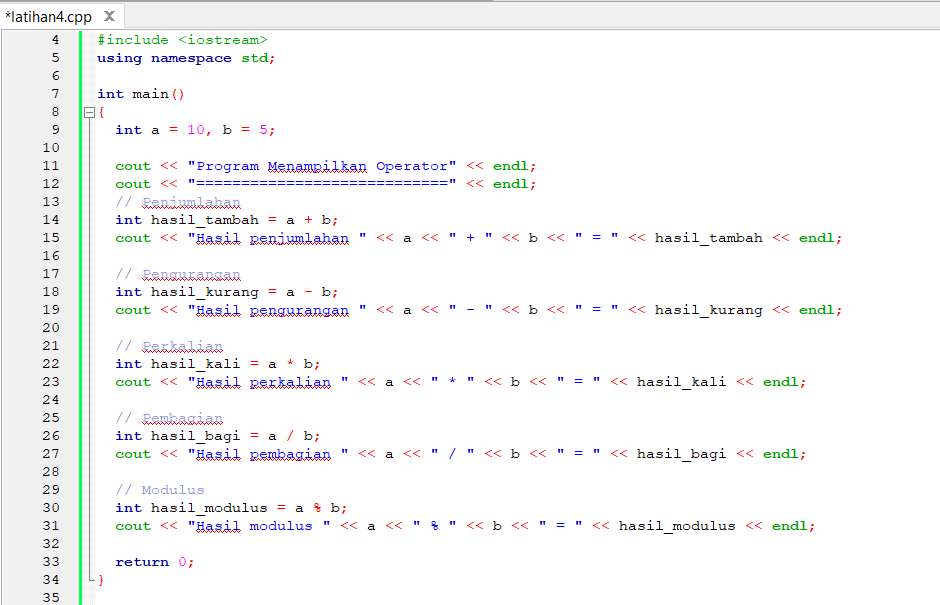 *latihan4.cpp X
4 #include <iostream>
5 using namespace std;
6
7 int main()
8 {
9 int a = 10, b = 5;
10
11 cout << "Program Menampilkan Operator" << endl;
12 cout << "============================" << endl;
13 // Penjumlahan
14 int hasil_tambah = a + b;
15 cout << "Hasil penjumlahan " << a << " + " << b << " = " << hasil_tambah << endl;
16
17 // Pengurangan
18 int hasil_kurang = a - b;
19 cout << "Hasil pengurangan " << a << " - " << b << " = " << hasil_kurang << endl;
20
21 // Perkalian
22 int hasil_kali = a * b;
23 cout << "Hasil perkalian " << a << " * " << b << " = " << hasil_kali << endl;
24
25 // Pembagian
26 int hasil_bagi = a / b;
27 cout << "Hasil pembagian " << a << " / " << b << " = " << hasil_bagi << endl;
28
29 // Modulus
30 int hasil_modulus = a % b;
31 cout << "Hasil modulus " << a << " % " << b << " = " << hasil_modulus << endl;
32
33 return 0;
34 }
35